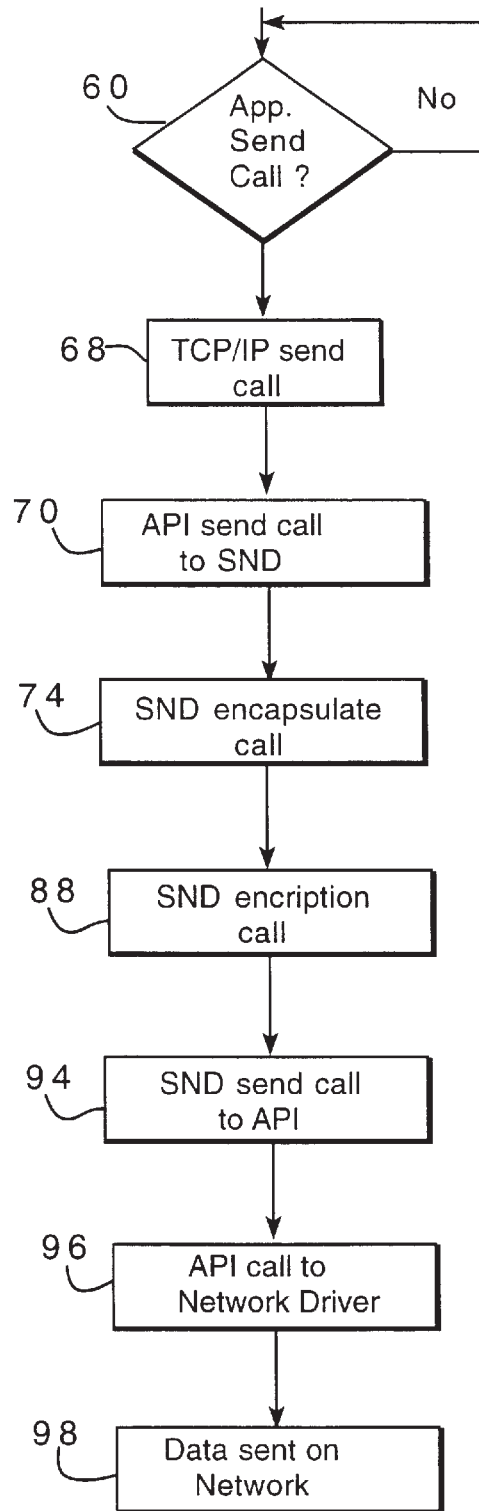 60
App.
Send
Call ?
No
68
TCP/IP send
call
70
API send call
to SND
74
SND encapsulate
call
88
SND encription
call
94
SND send call
to API
96
API call to
Network Driver
98
Data sent on
Network